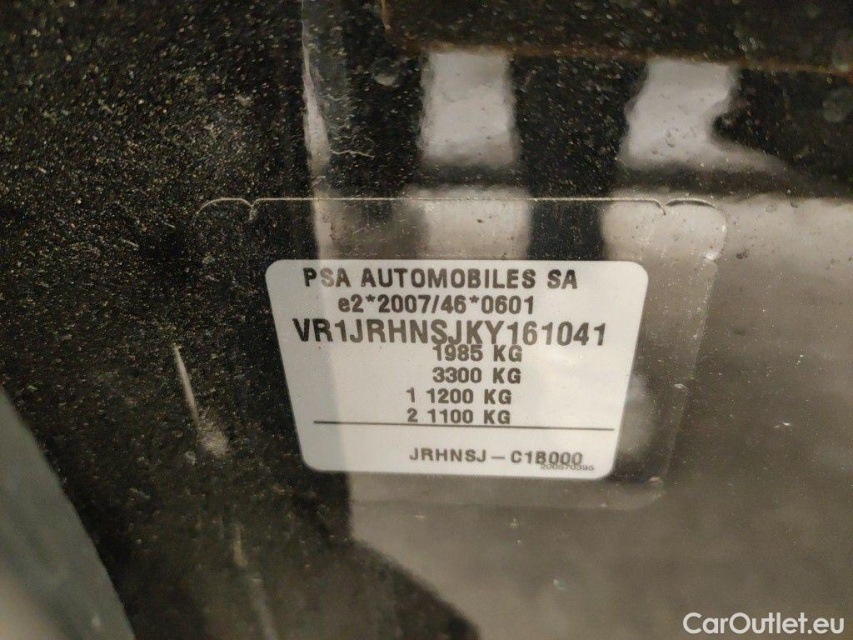 PSA AUTOMOBILES SA
e2*2007/46*0601
VR1JRHNSJKY161041
1985 KG
3300 KG
1 1200 KG
2 1100 KG
JRHNSJ-C1B000
CarOutlet.eu